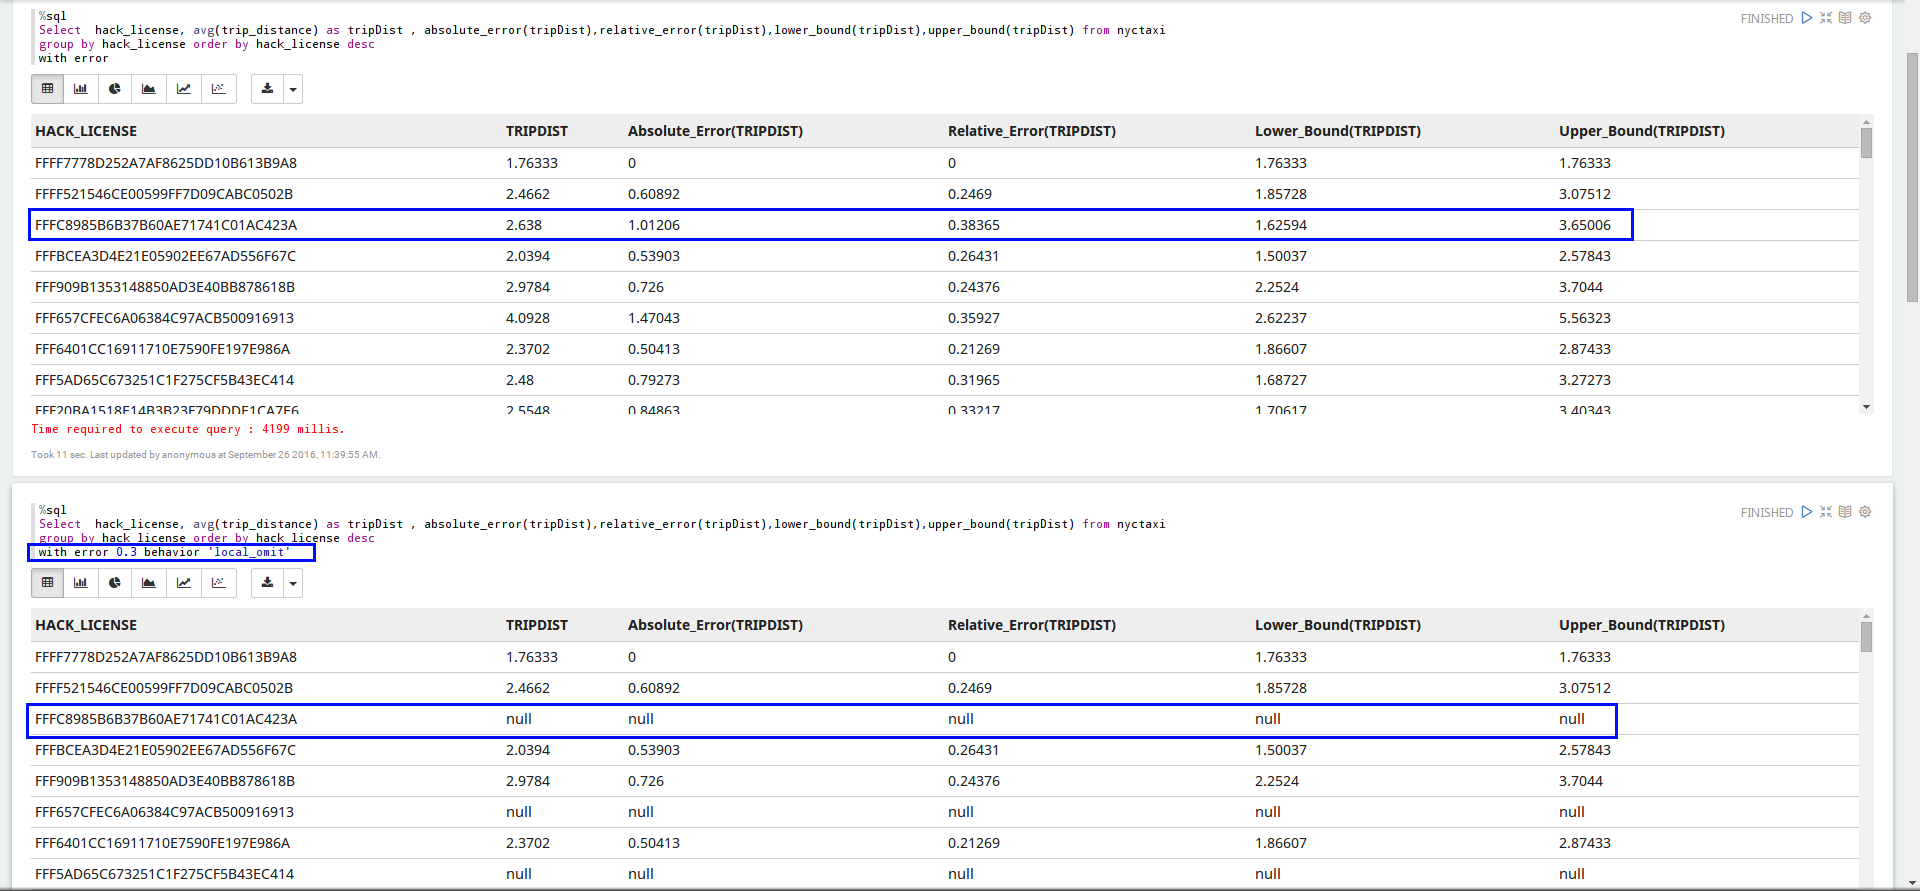 %sql
FINISHED
Select hack_license, avg(trip_distance) as tripDist , absolute_error(tripDist),relative_error(tripDist),lower_bound(tripDist),upper_bound(tripDist) from nyctaxi
group by hack_license order by hack_license desc
with error
HACK_LICENSE TRIPDIST Absolute_Error(TRIPDIST) Relative_Error(TRIPDIST) Lower_Bound(TRIPDIST) Upper_Bound(TRIPDIST)
FFFF7778D252A7AF8625DD10B613B9A8 1.76333 0 0 1.76333 1.76333
FFFF521546CE00599FF7D09CABC0502B 2.4662 0.60892 0.2469 1.85728 3.07512
FFFC8985B6B37B60AE71741C01AC423A 2.638 1.01206 0.38365 1.62594 3.65006
FFFBCEA3D4E21E05902EE67AD556F67C 2.0394 0.53903 0.26431 1.50037 2.57843
FFF909B1353148850AD3E40BB878618B 2.9784 0.726 0.24376 2.2524 3.7044
FFF657CFEC6A06384C97ACB500916913 4.0928 1.47043 0.35927 2.62237 5.56323
FFF6401CC16911710E7590FE197E986A 2.3702 0.50413 0.21269 1.86607 2.87433
FFF5AD65C673251C1F275CF5B43EC414 2.48 0.79273 0.31965 1.68727 3.27273
2.5548 0.84863 0.33217 1.70617 3.40343
Time required to execute query : 4199 millis.
Took 11 sec. Last updated by anonymous at September 26 2016, 11:39:55 AM.
%sql
FINISHED
Select hack_license, avg(trip_distance) as tripDist , absolute_error(tripDist),relative_error(tripDist),lower_bound(tripDist),upper_bound(tripDist) from nyctaxi
group by hack_license order by hack_license desc
with error 0.3 behavior 'local_omit'
HACK_LICENSE TRIPDIST Absolute_Error(TRIPDIST) Relative_Error(TRIPDIST) Lower_Bound(TRIPDIST) Upper_Bound(TRIPDIST)
FFFF7778D252A7AF8625DD10B613B9A8 1.76333 0 0 1.76333 1.76333
FFFF521546CE00599FF7D09CABC0502B 2.4662 0.60892 0.2469 1.85728 3.07512
FFFC8985B6B37B60AE71741C01AC423A null null null null null
FFFBCEA3D4E21E05902EE67AD556F67C 2.0394 0.53903 0.26431 1.50037 2.57843
FFF909B1353148850AD3E40BB878618B 2.9784 0.726 0.24376 2.2524 3.7044
FFF657CFEC6A06384C97ACB500916913 null null null null null
FFF6401CC16911710E7590FE197E986A 2.3702 0.50413 0.21269 1.86607 2.87433
FFF5AD65C673251C1F275CF5B43EC414 null null null null null